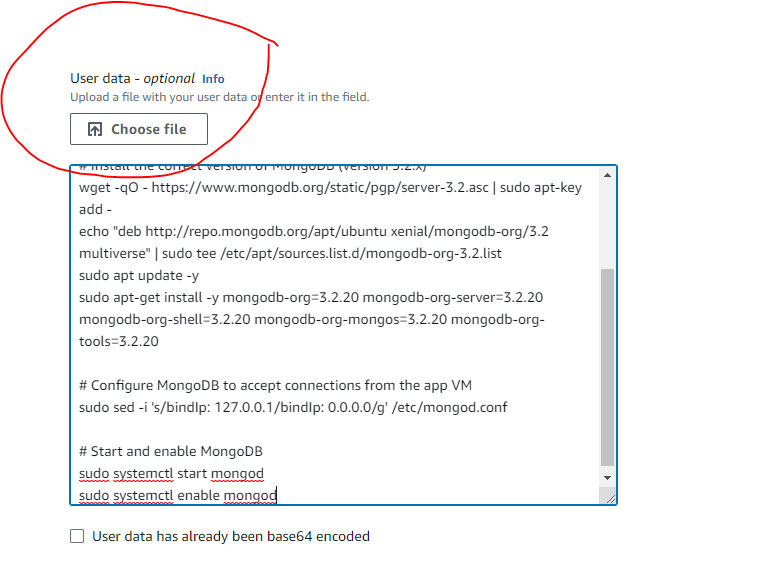 User data - optional Info
Upload a file with your user data or enter it in the field.
Choose file
# Install the correct version of MongoDB (version 3.2.x)
wget -qO - https://www.mongodb.org/static/pgp/server-3.2.asc | sudo apt-key
add -
echo "deb http://repo.mongodb.org/apt/ubuntu xenial/mongodb-org/3.2
multiverse" | sudo tee /etc/apt/sources.list.d/mongodb-org-3.2.list
sudo apt update -y
sudo apt-get install -y mongodb-org=3.2.20 mongodb-org-server=3.2.20
mongodb-org-shell=3.2.20 mongodb-org-mongos=3.2.20 mongodb-org-
tools=3.2.20
# Configure MongoDB to accept connections from the app VM
sudo sed -i 's/bindIp: 127.0.0.1/bindIp: 0.0.0.0/g' /etc/mongod.conf
# Start and enable MongoDB
sudo systemctl start mongod
sudo systemctl enable mongod
User data has already been base64 encoded